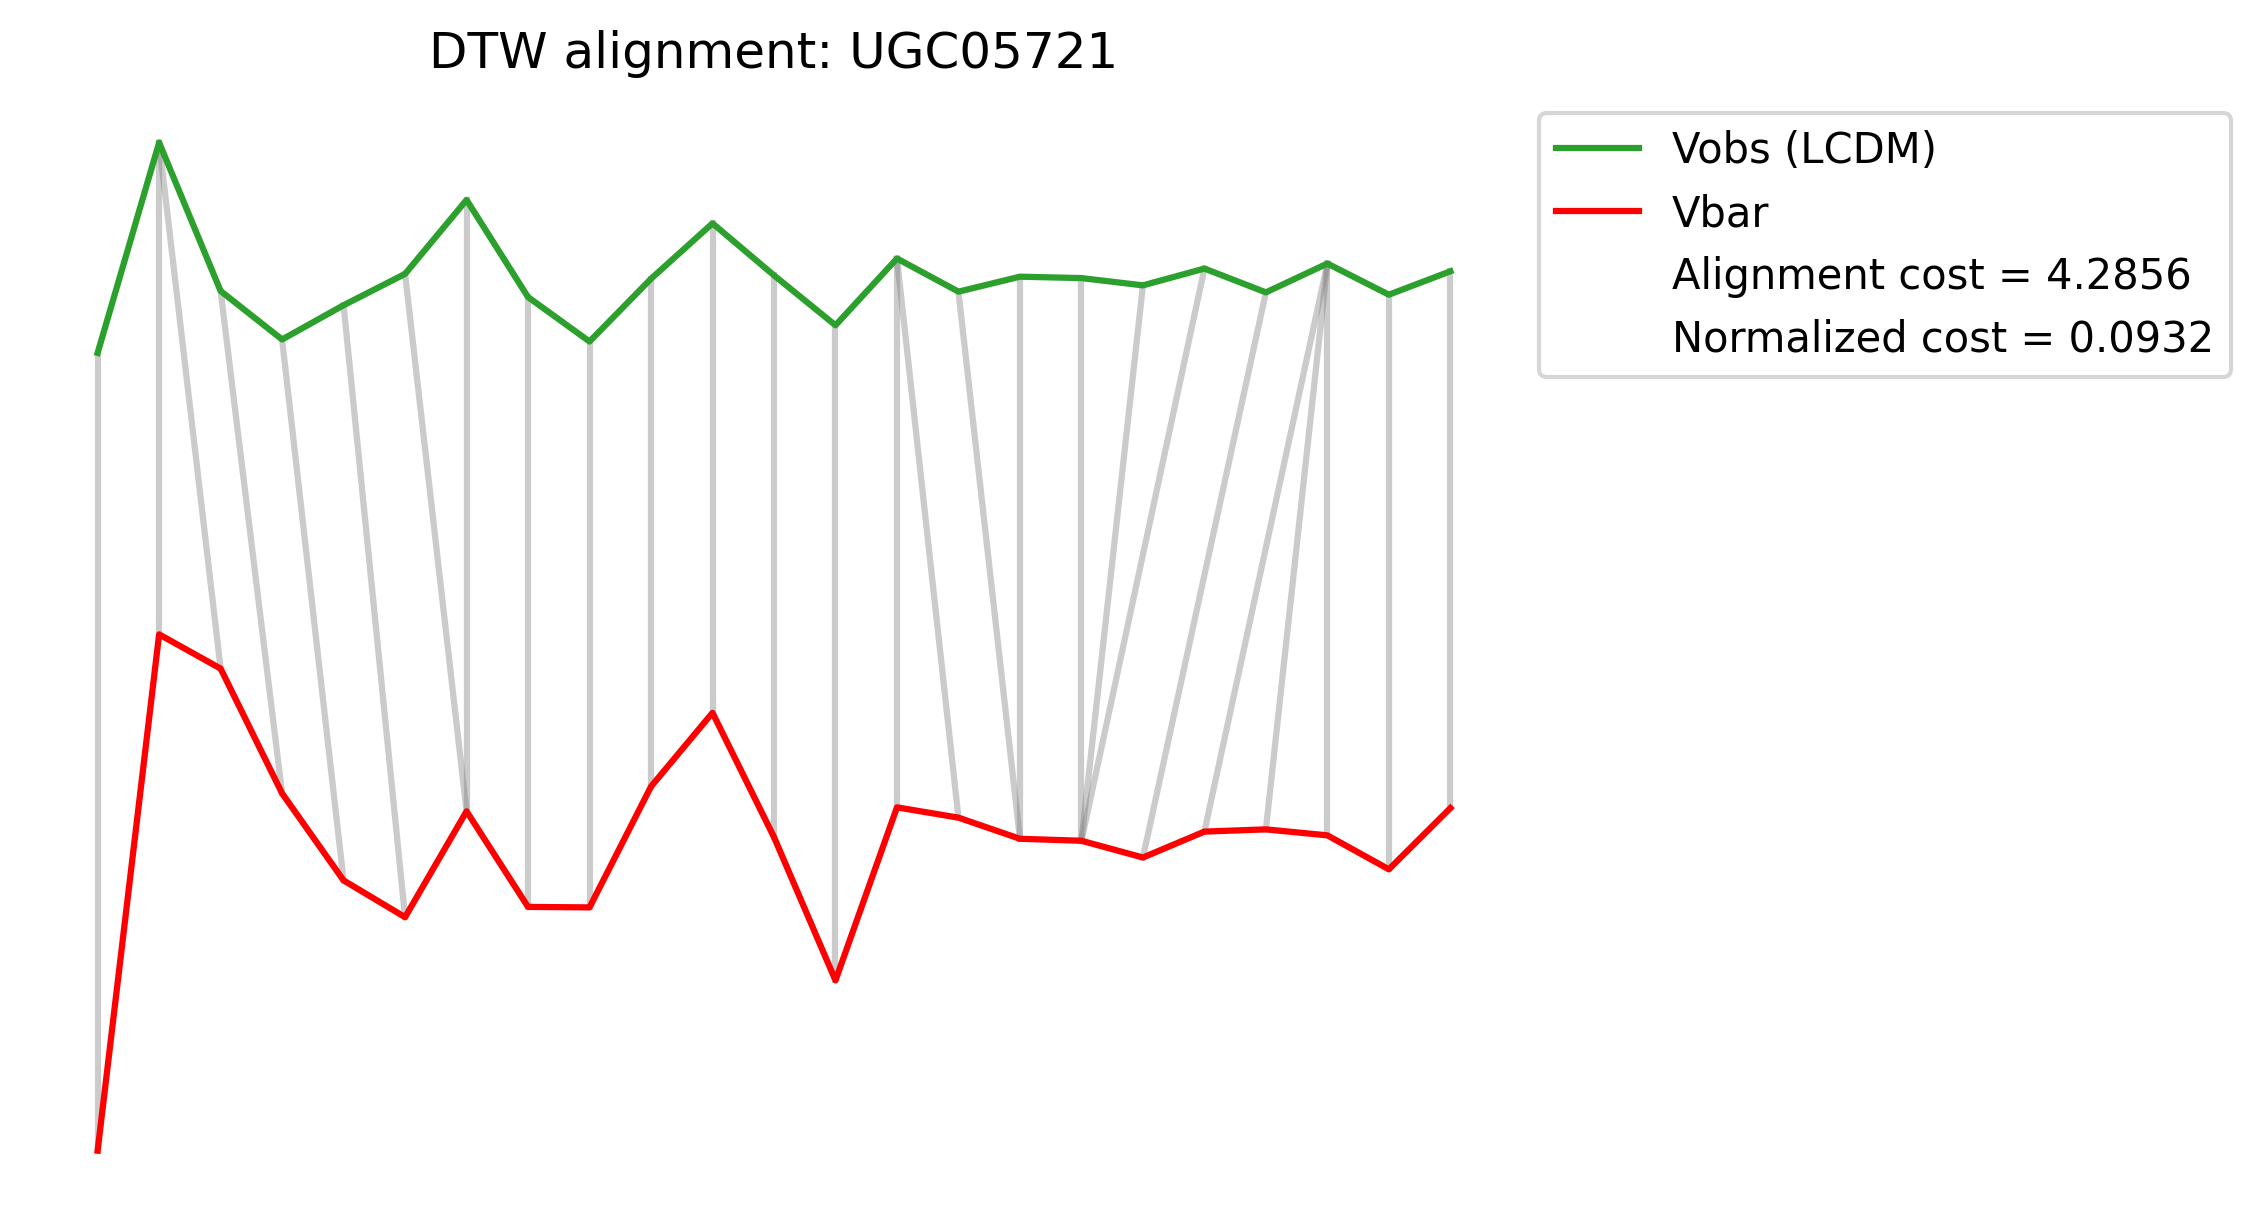 DTW alignment: UGC05721
Vobs (LCDM)
Vbar
Alignment cost = 4.2856
Normalized cost = 0.0932